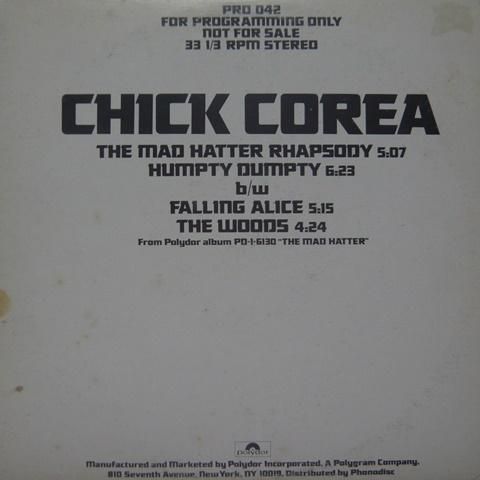 PRO 042
FOR PROGRAMMING ONLY
NOT FOR SALE
33 1/3 RPM STEREO
CHICK COREA
THE MAD HATTER RHAPSODY 5:07
HUMPTY DUMPTY 6:23
b/w
FALLING ALICE 5:15
THE WOODS 4:24
From Polydor album PD-1-6130 "THE MAD HATTER"
polydor
Manufactured and Marketed by Polydor Incorporated, A Polygram Company,
810 Seventh Avenue, New York, NY 10019. Distributed by Phonodisc